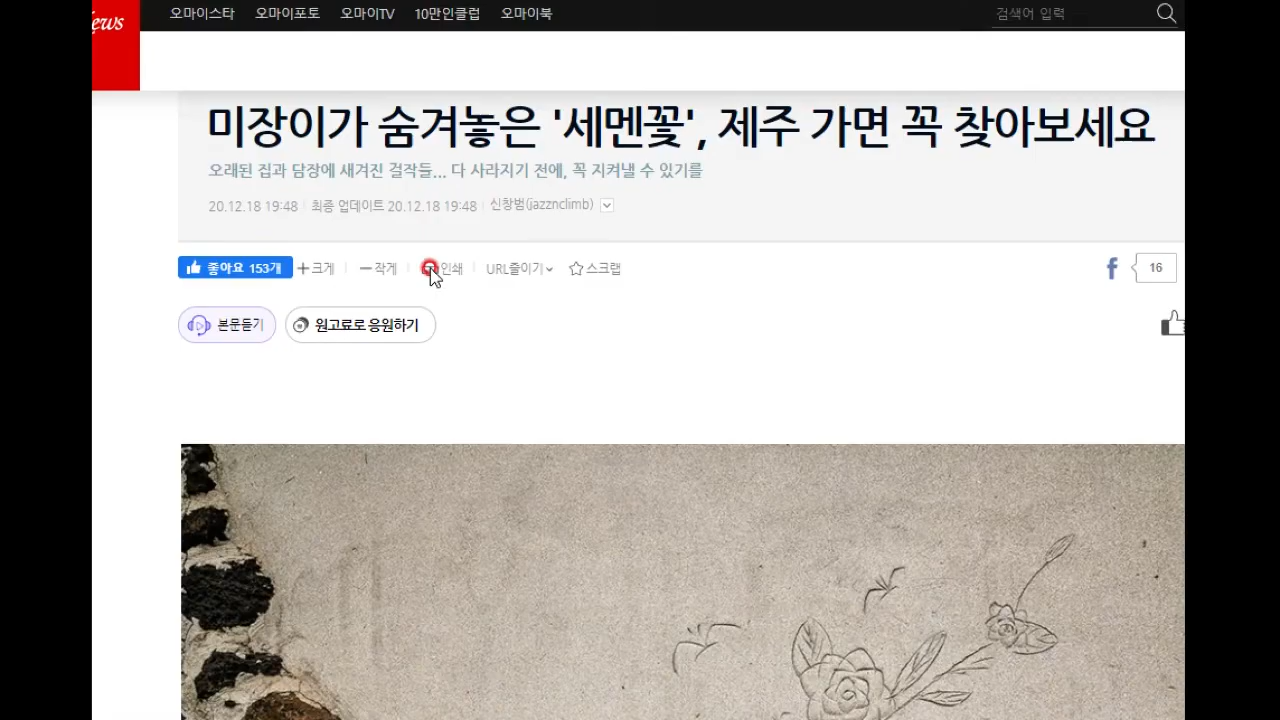 ews
오마이스타 오마이포토 오마이TV 10만인클럽 오마이북 검색어 입력
미장이가 숨겨놓은 '세멘꽃', 제주 가면 꼭 찾아보세요
오래된 집과 담장에 새겨진 걸작들... 다 사라지기 전에, 꼭 지켜낼 수 있기를
20.12.18 19:48 최종 업데이트 20.12.18 19:48 신창범(jazznclimb)
좋아요 153개 크게 작게 인쇄 URL줄이기 스크랩 16
본문듣기 원고료로 응원하기